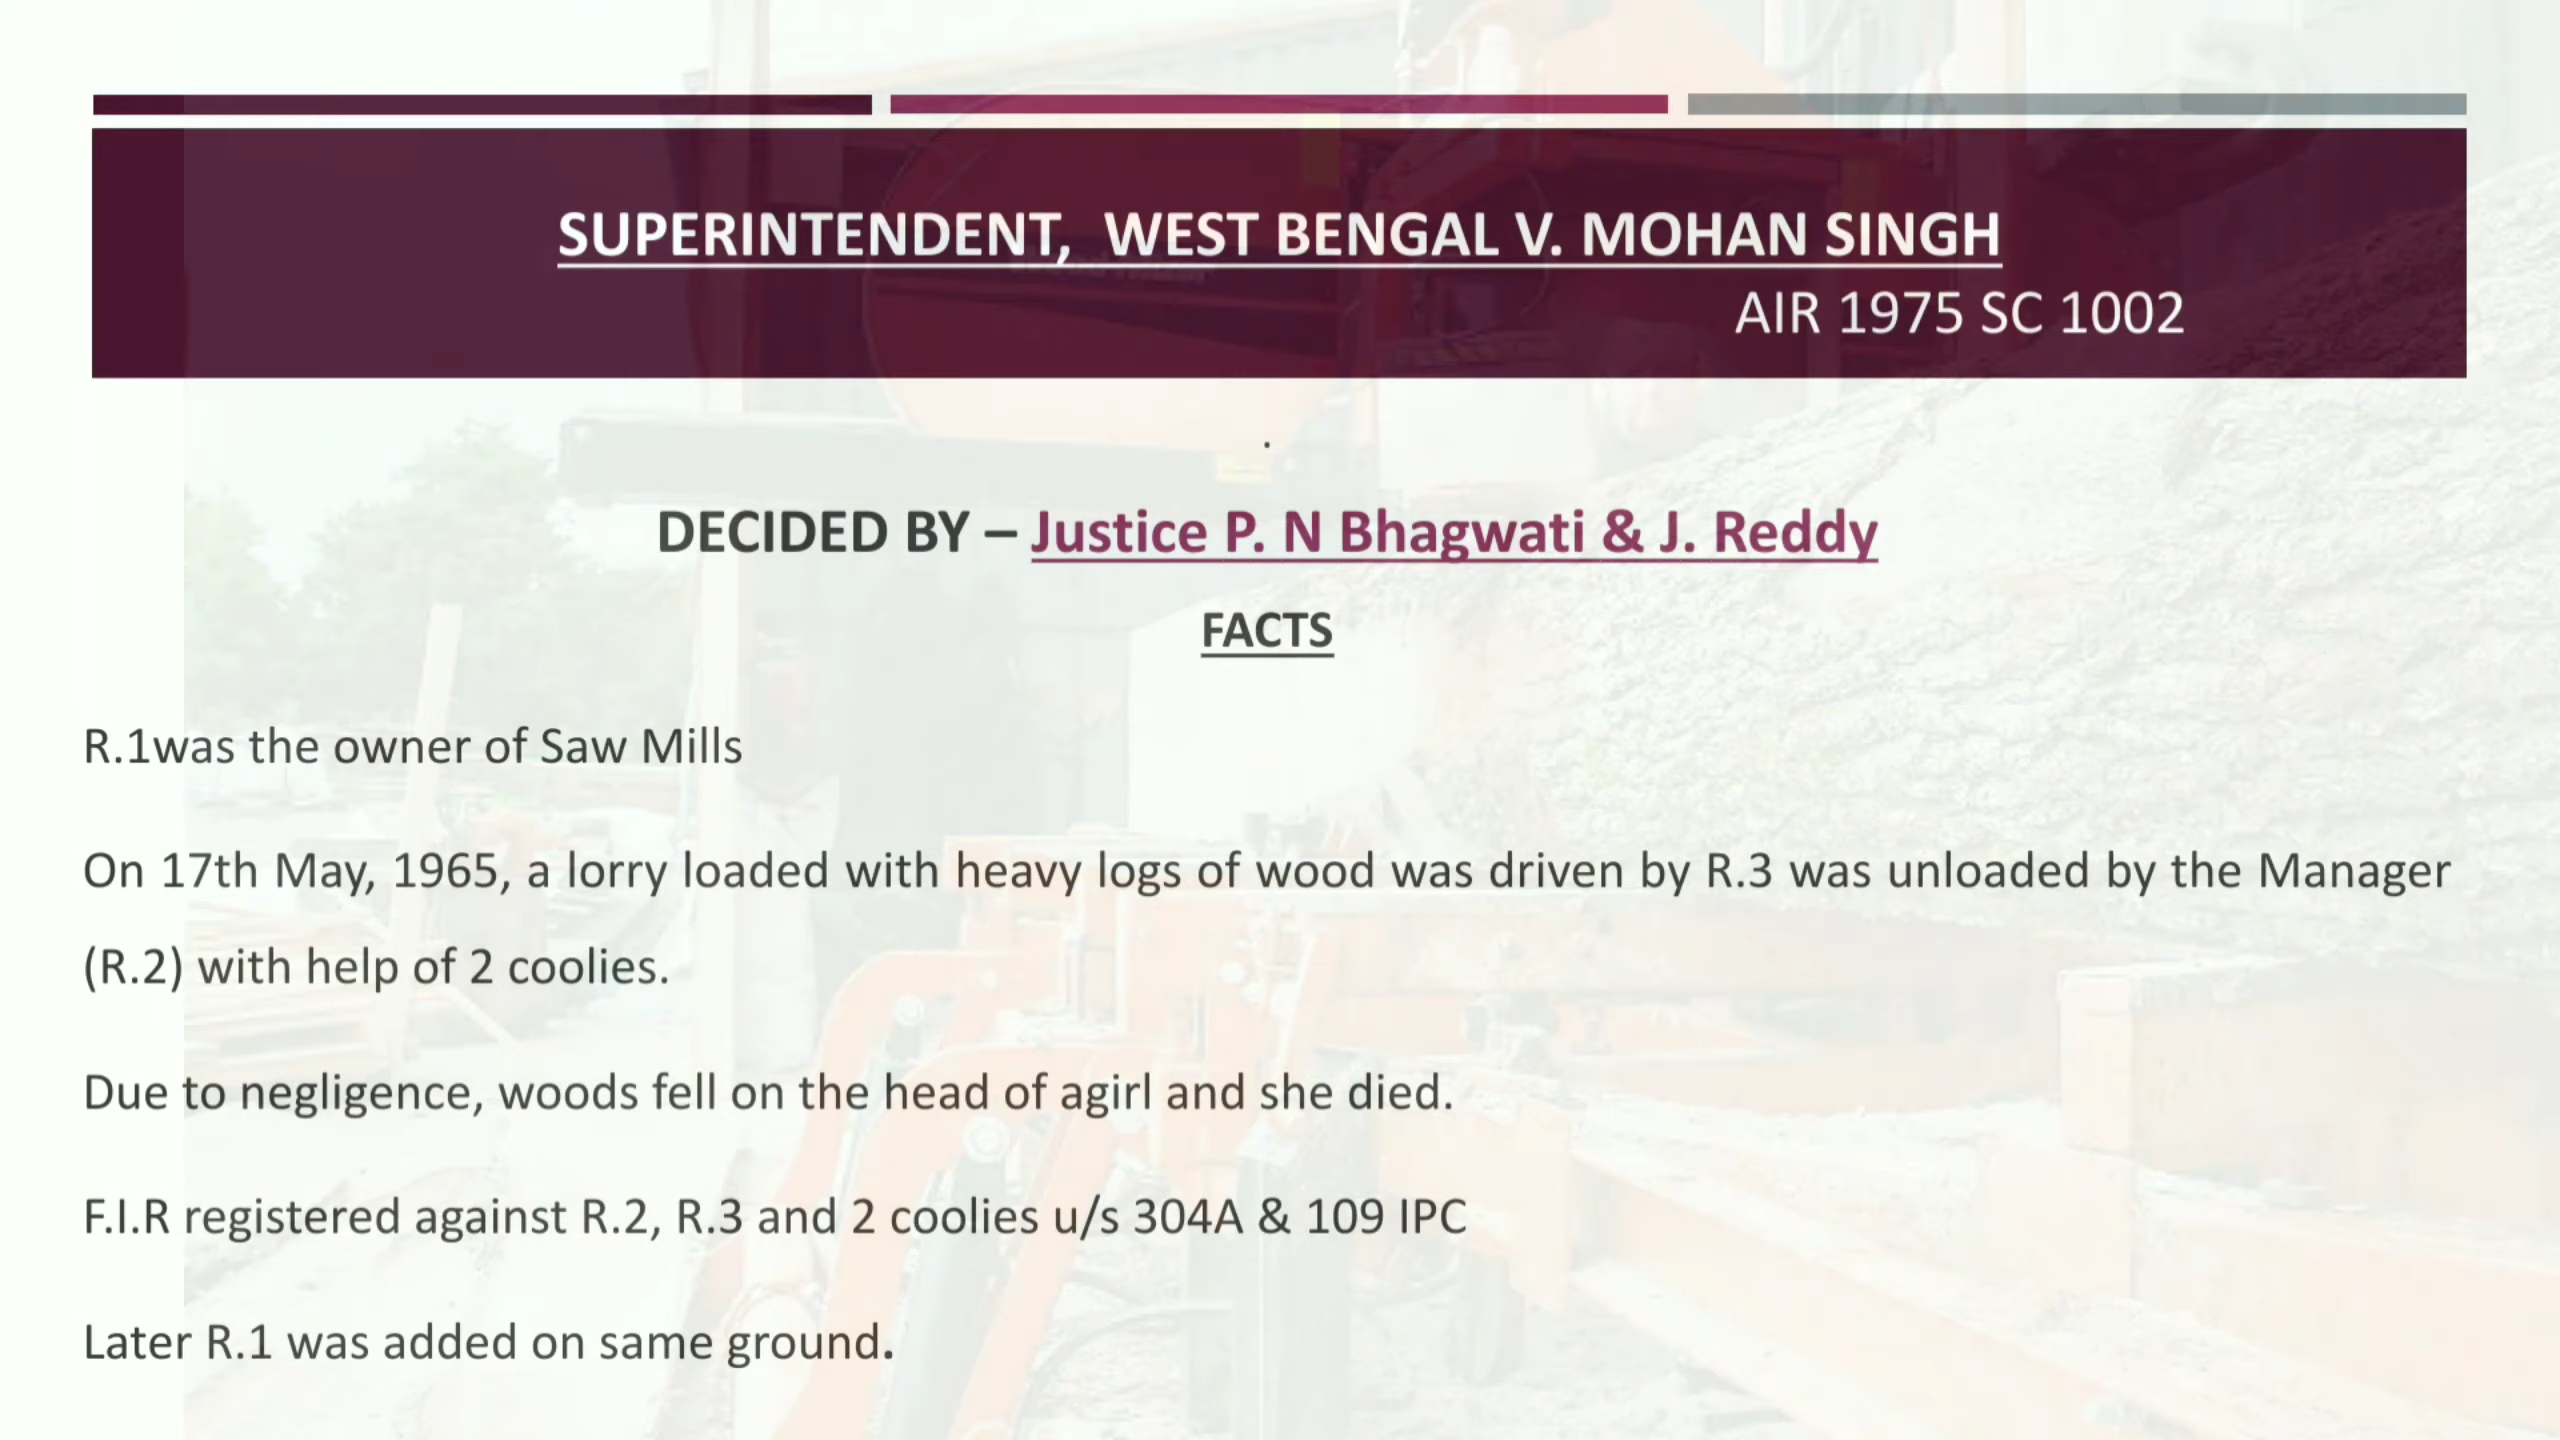 SUPERINTENDENT, WEST BENGAL V. MOHAN SINGH
AIR 1975 SC 1002
.
DECIDED BY – Justice P. N Bhagwati & J. Reddy
FACTS
R.1was the owner of Saw Mills
On 17th May, 1965, a lorry loaded with heavy logs of wood was driven by R.3 was unloaded by the Manager
(R.2) with help of 2 coolies.
Due to negligence, woods fell on the head of agirl and she died.
F.I.R registered against R.2, R.3 and 2 coolies u/s 304A & 109 IPC
Later R.1 was added on same ground.